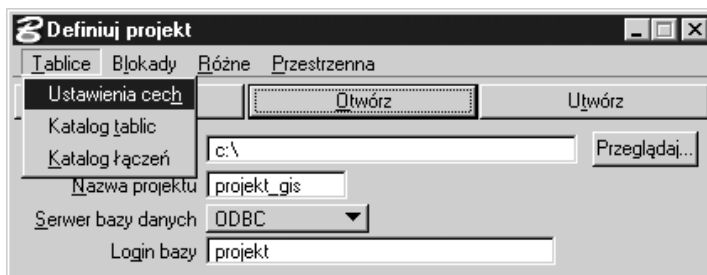 Definiuj projekt
Tablice Blokady Różne Przestrzenna
Ustawienia cech
Otwórz Utwórz
Katalog tablic
Katalog łączeń
c:\ Przeglądaj...
Nazwa projektu projekt_gis
Serwer bazy danych ODBC
Login bazy projekt